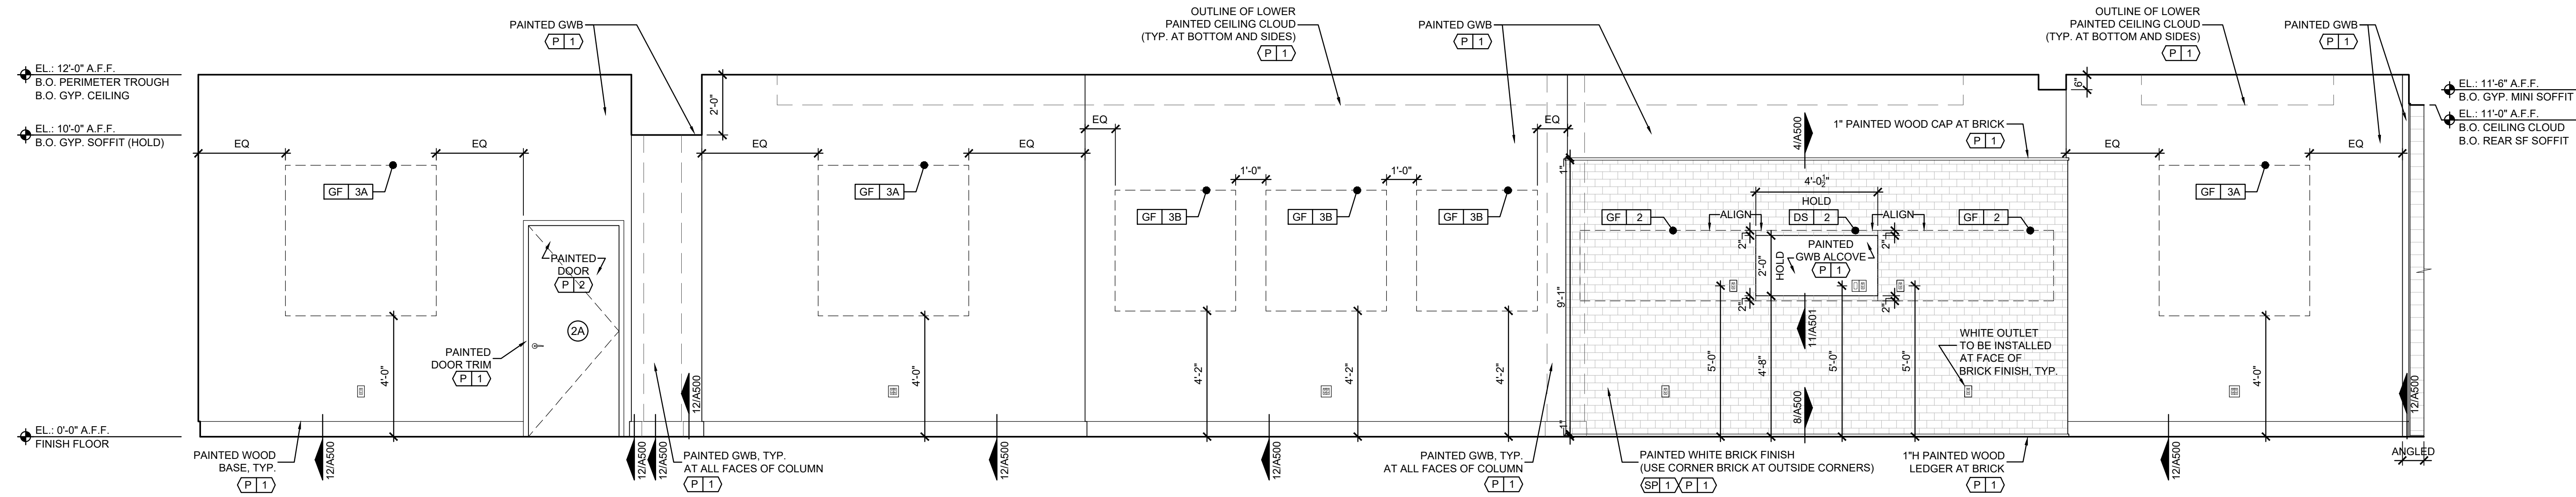 PAINTED GWB
P 1
OUTLINE OF LOWER
PAINTED CEILING CLOUD
(TYP. AT BOTTOM AND SIDES)
P 1
PAINTED GWB
P 1
OUTLINE OF LOWER
PAINTED CEILING CLOUD
(TYP. AT BOTTOM AND SIDES)
P 1
PAINTED GWB
P 1
EL.: 12'-0" A.F.F.
B.O. PERIMETER TROUGH
B.O. GYP. CEILING
EL.: 10'-0" A.F.F.
B.O. GYP. SOFFIT (HOLD)
EL.: 0'-0" A.F.F.
FINISH FLOOR
EL.: 11'-6" A.F.F.
B.O. GYP. MINI SOFFIT
EL.: 11'-0" A.F.F.
B.O. CEILING CLOUD
B.O. REAR SF SOFFIT
2'-0"
6"
EQ
EQ
EQ
EQ
EQ
EQ
EQ
EQ
GF 3A
GF 3A
1'-0"
1'-0"
GF 3B
GF 3B
GF 3B
GF 3A
4/A500
1" PAINTED WOOD CAP AT BRICK
P 1
1"
4'-0½"
HOLD
GF 2
ALIGN
DS 2
ALIGN
GF 2
2"
2"
PAINTED
GWB ALCOVE
P 1
2'-0"
HOLD
2"
2"
9'-1"
11/A501
PAINTED
DOOR
P 2
2A
PAINTED
DOOR TRIM
P 1
4'-0"
4'-0"
4'-2"
4'-2"
4'-2"
5'-0"
4'-8"
5'-0"
5'-0"
4'-0"
WHITE OUTLET
TO BE INSTALLED
AT FACE OF
BRICK FINISH, TYP.
12/A500
8/A500
12/A500
1"
PAINTED WOOD
BASE, TYP.
P 1
12/A500
12/A500
12/A500
PAINTED GWB, TYP.
AT ALL FACES OF COLUMN
P 1
12/A500
12/A500
PAINTED GWB, TYP.
AT ALL FACES OF COLUMN
P 1
PAINTED WHITE BRICK FINISH
(USE CORNER BRICK AT OUTSIDE CORNERS)
SP 1 P 1
1"H PAINTED WOOD
LEDGER AT BRICK
P 1
12/A500
ANGLED